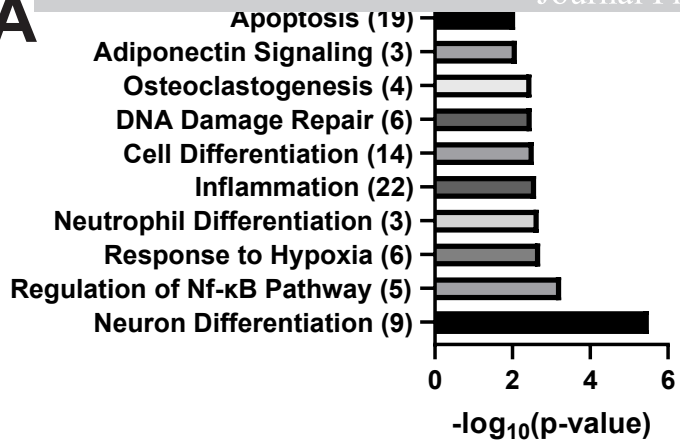 A
Apoptosis (19)
Adiponectin Signaling (3)
Osteoclastogenesis (4)
DNA Damage Repair (6)
Cell Differentiation (14)
Inflammation (22)
Neutrophil Differentiation (3)
Response to Hypoxia (6)
Regulation of Nf-κB Pathway (5)
Neuron Differentiation (9)
0 2 4 6
-log₁₀(p-value)